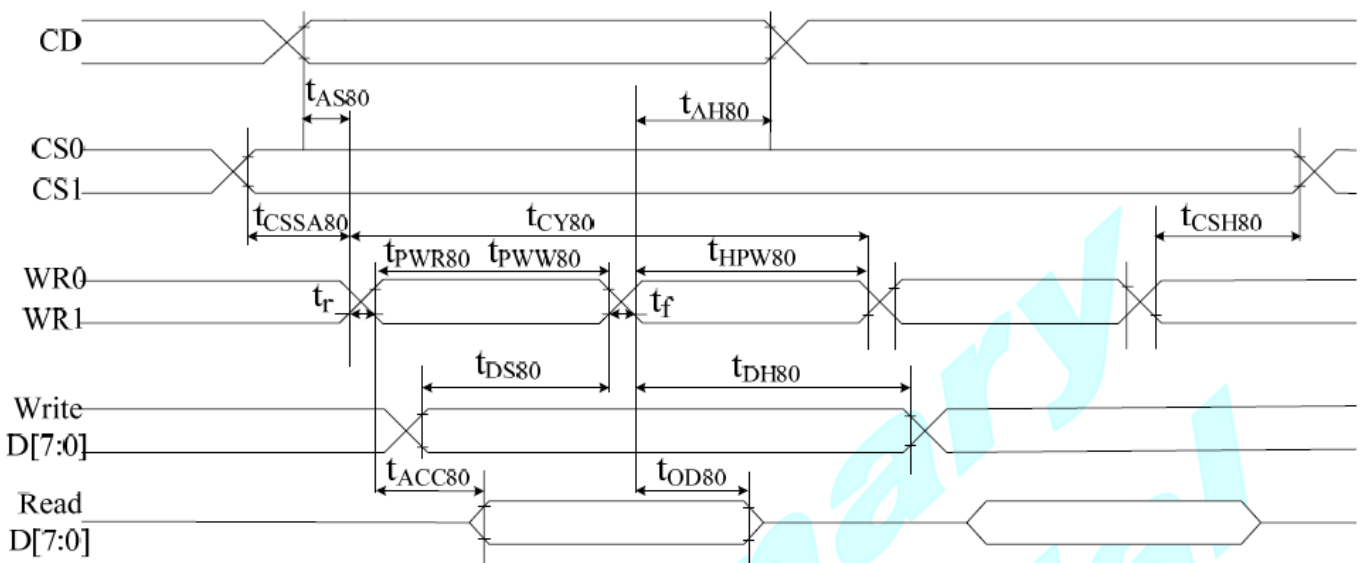 CD
tAS80
tAH80
CS0
CS1
tCSSA80
tCY80
tCSH80
tPWR80 tPWW80
tHPW80
WR0
WR1
tr
tf
tDS80
tDH80
Write
D[7:0]
tACC80
tOD80
Read
D[7:0]